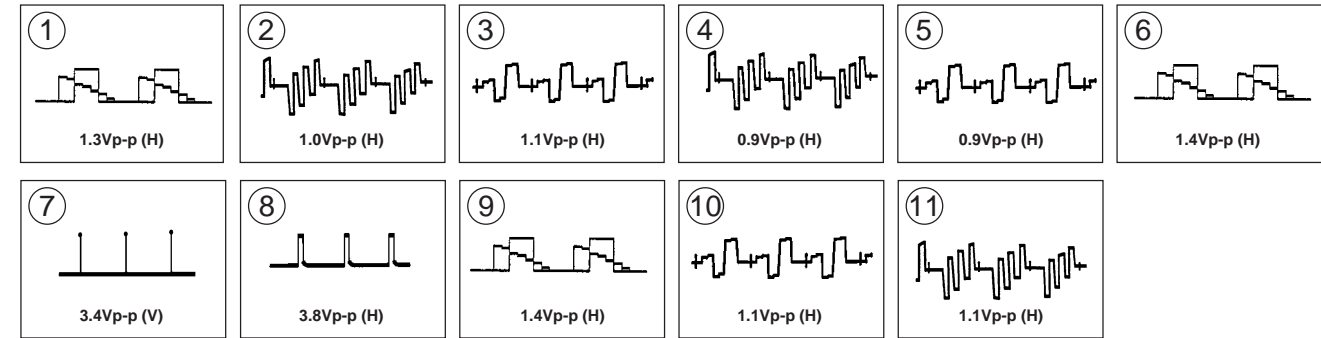 ① ② ③ ④ ⑤ ⑥
1.3Vp-p (H) 1.0Vp-p (H) 1.1Vp-p (H) 0.9Vp-p (H) 0.9Vp-p (H) 1.4Vp-p (H)
⑦ ⑧ ⑨ ⑩ ⑪
3.4Vp-p (V) 3.8Vp-p (H) 1.4Vp-p (H) 1.1Vp-p (H) 1.1Vp-p (H)